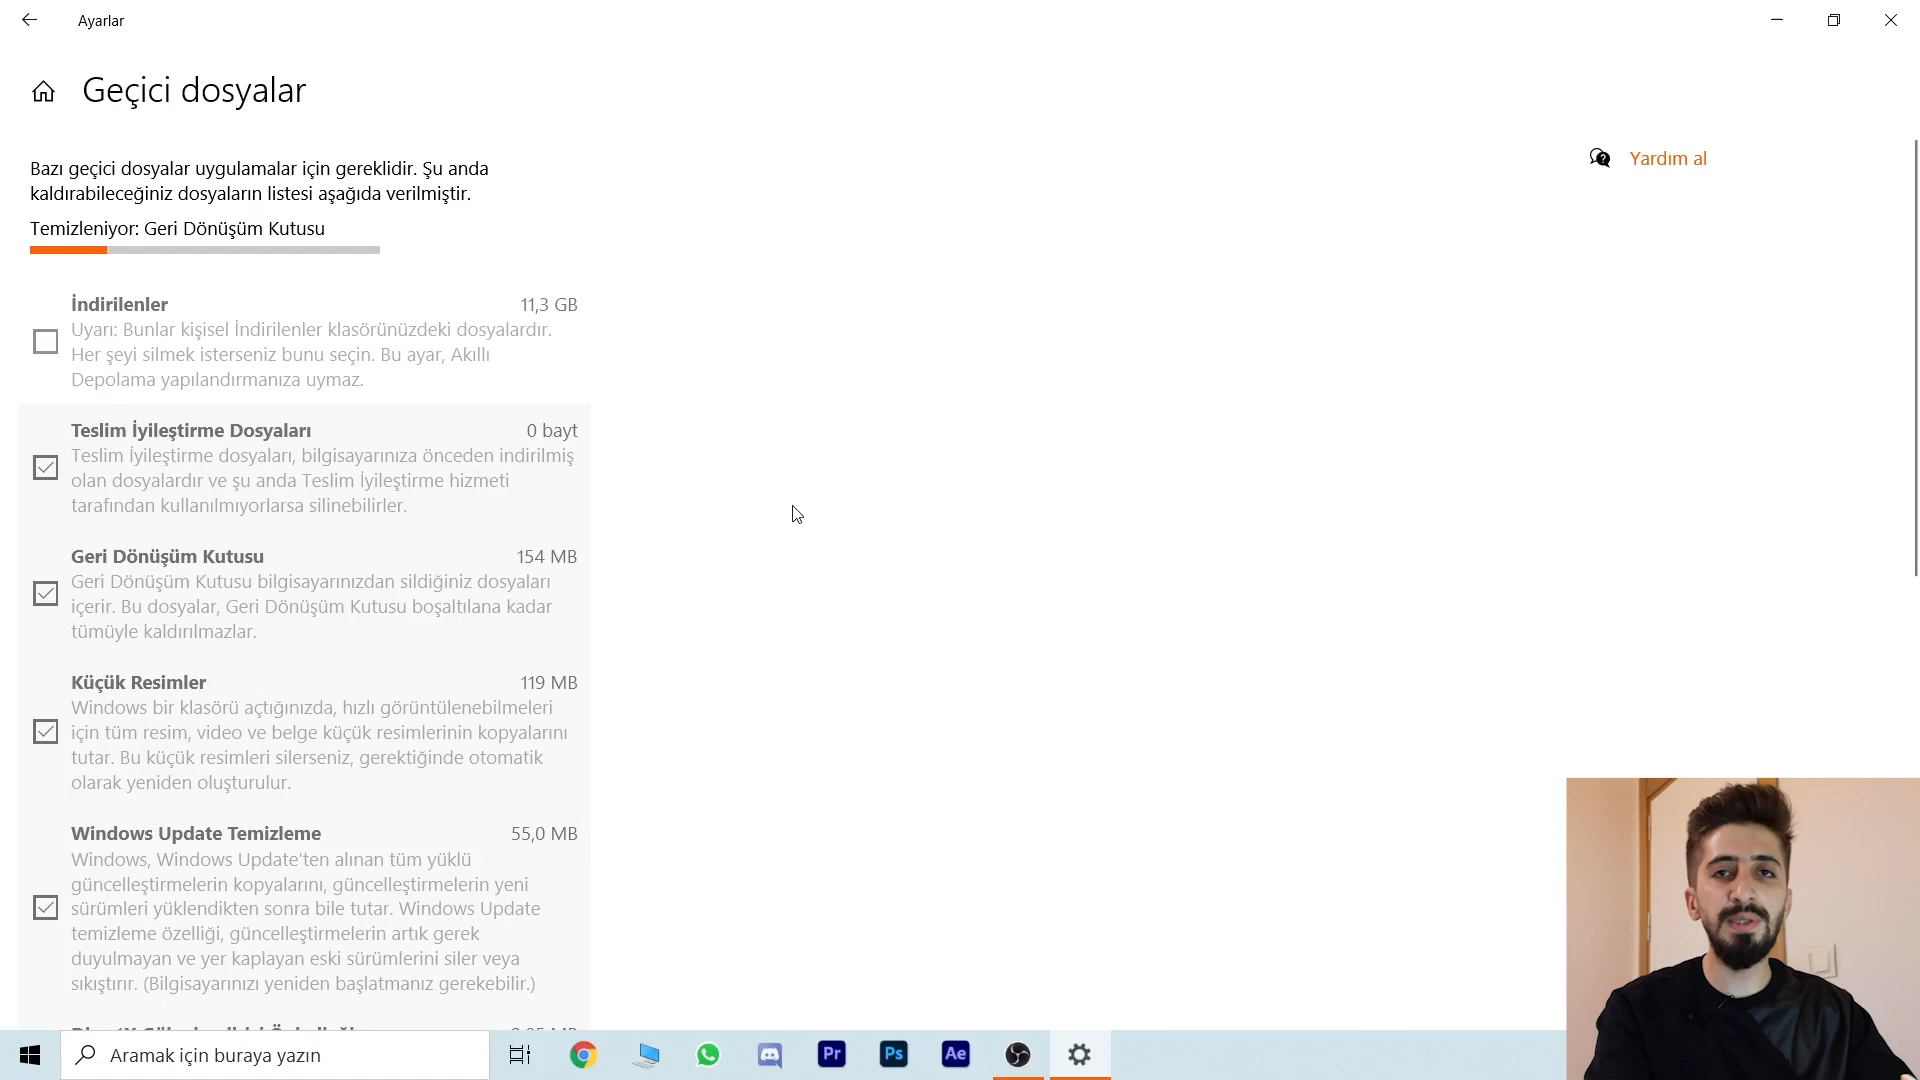 Ayarlar
Geçici dosyalar
Bazı geçici dosyalar uygulamalar için gereklidir. Şu anda
kaldırabileceğiniz dosyaların listesi aşağıda verilmiştir.
Yardım al
Temizleniyor: Geri Dönüşüm Kutusu
İndirilenler 11,3 GB
Uyarı: Bunlar kişisel İndirilenler klasörünüzdeki dosyalardır.
Her şeyi silmek isterseniz bunu seçin. Bu ayar, Akıllı
Depolama yapılandırmanıza uymaz.
Teslim İyileştirme Dosyaları 0 bayt
Teslim İyileştirme dosyaları, bilgisayarınıza önceden indirilmiş
olan dosyalardır ve şu anda Teslim İyileştirme hizmeti
tarafından kullanılmıyorlarsa silinebilirler.
Geri Dönüşüm Kutusu 154 MB
Geri Dönüşüm Kutusu bilgisayarınızdan sildiğiniz dosyaları
içerir. Bu dosyalar, Geri Dönüşüm Kutusu boşaltılana kadar
tümüyle kaldırılmazlar.
Küçük Resimler 119 MB
Windows bir klasörü açtığınızda, hızlı görüntülenebilmeleri
için tüm resim, video ve belge küçük resimlerinin kopyalarını
tutar. Bu küçük resimleri silerseniz, gerektiğinde otomatik
olarak yeniden oluşturulur.
Windows Update Temizleme 55,0 MB
Windows, Windows Update'ten alınan tüm yüklü
güncelleştirmelerin kopyalarını, güncelleştirmelerin yeni
sürümleri yüklendikten sonra bile tutar. Windows Update
temizleme özelliği, güncelleştirmelerin artık gerek
duyulmayan ve yer kaplayan eski sürümlerini siler veya
sıkıştırır. (Bilgisayarınızı yeniden başlatmanız gerekebilir.)
Aramak için buraya yazın
Pr
Ps
Ae